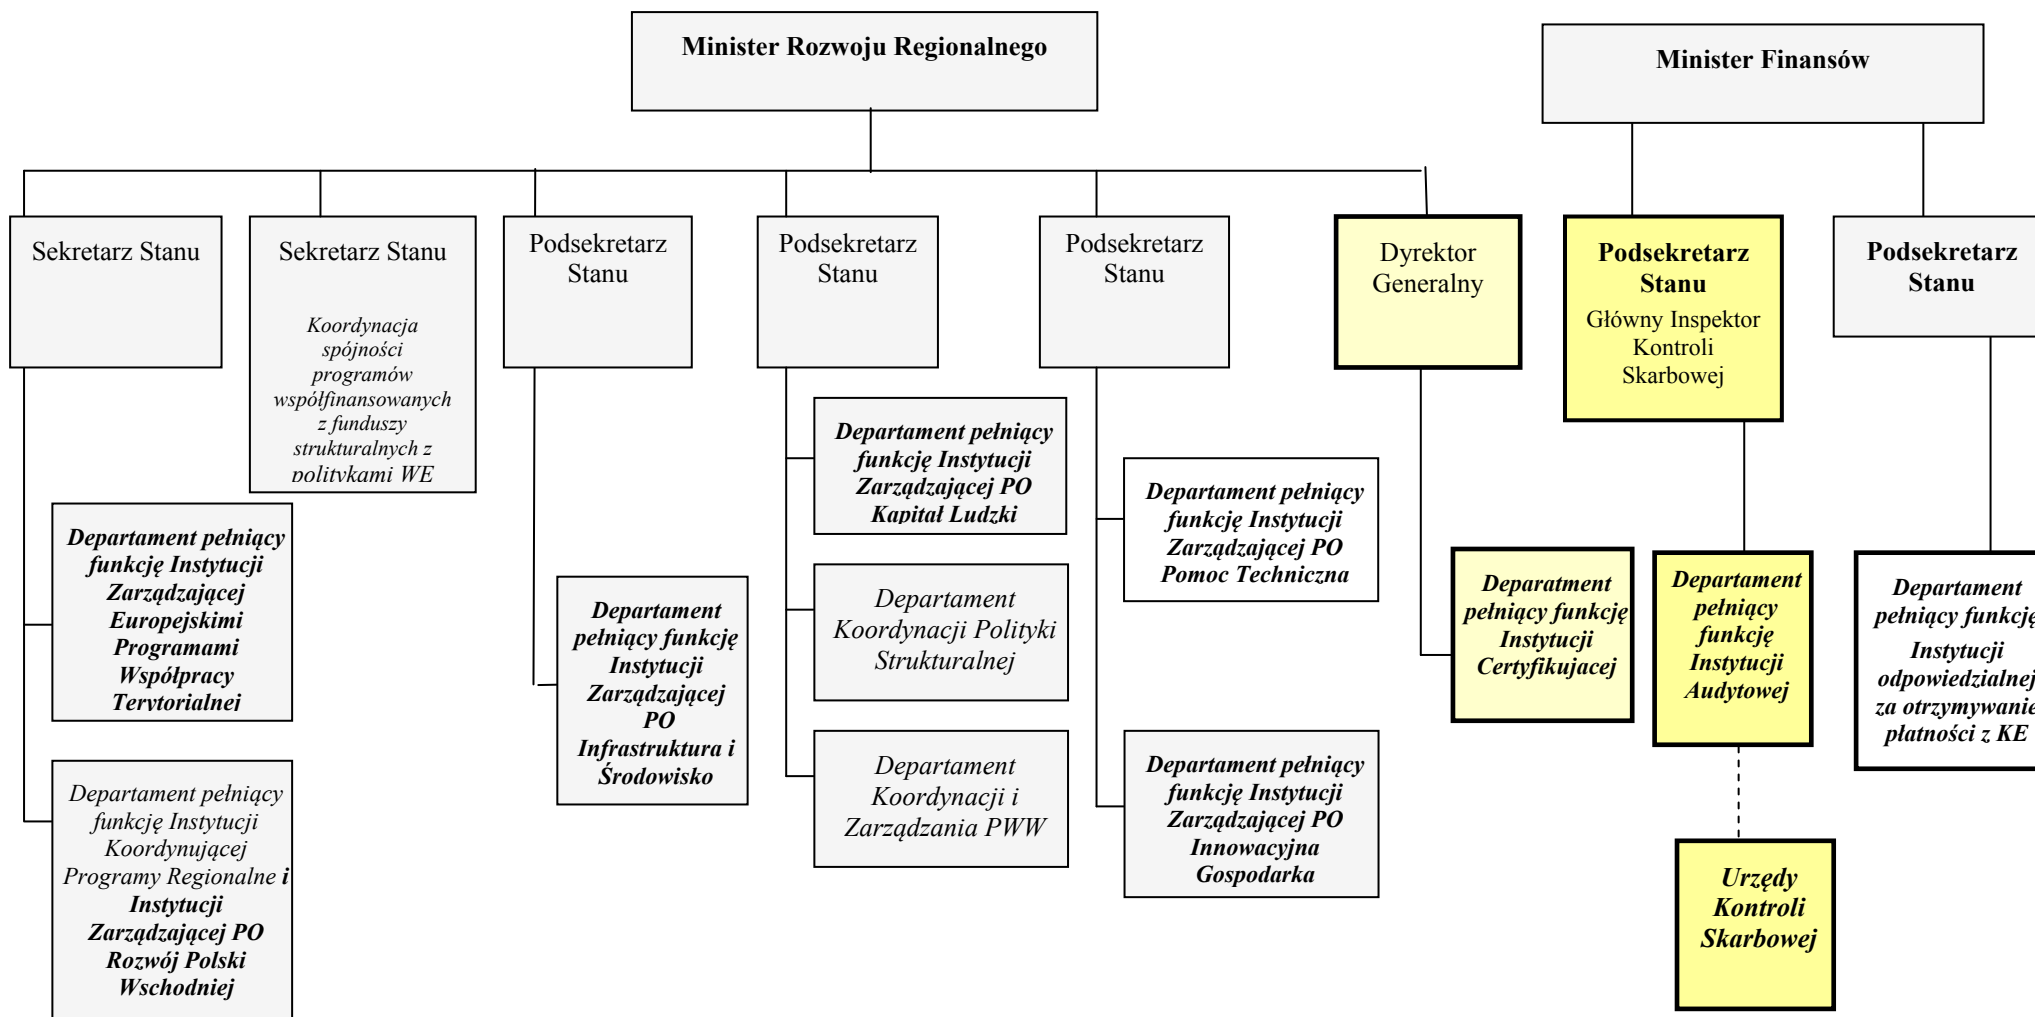 Minister Rozwoju Regionalnego
Minister Finansów
Sekretarz Stanu
Sekretarz Stanu
Koordynacja
spójności
programów
współfinansowanych
z funduszy
strukturalnych z
politykami WE
Podsekretarz
Stanu
Podsekretarz
Stanu
Podsekretarz
Stanu
Dyrektor
Generalny
Podsekretarz
Stanu
Główny Inspektor
Kontroli
Skarbowej
Podsekretarz
Stanu
Departament pełniący
funkcję Instytucji
Zarządzającej
Europejskimi
Programami
Współpracy
Terytorialnej
Departament pełniący
funkcję Instytucji
Koordynującej
Programy Regionalne i
Instytucji
Zarządzającej PO
Rozwój Polski
Wschodniej
Departament
pełniący funkcję
Instytucji
Zarządzającej
PO
Infrastruktura i
Środowisko
Departament pełniący
funkcję Instytucji
Zarządzającej PO
Kapitał Ludzki
Departament
Koordynacji Polityki
Strukturalnej
Departament
Koordynacji i
Zarządzania PWW
Departament pełniący
funkcję Instytucji
Zarządzającej PO
Pomoc Techniczna
Departament pełniący
funkcję Instytucji
Zarządzającej PO
Innowacyjna
Gospodarka
Deparatment
pełniący funkcję
Instytucji
Certyfikujacej
Departament
pełniący
funkcję
Instytucji
Audytowej
Urzędy
Kontroli
Skarbowej
Departament
pełniący funkcję
Instytucji
odpowiedzialnej
za otrzymywanie
płatności z KE